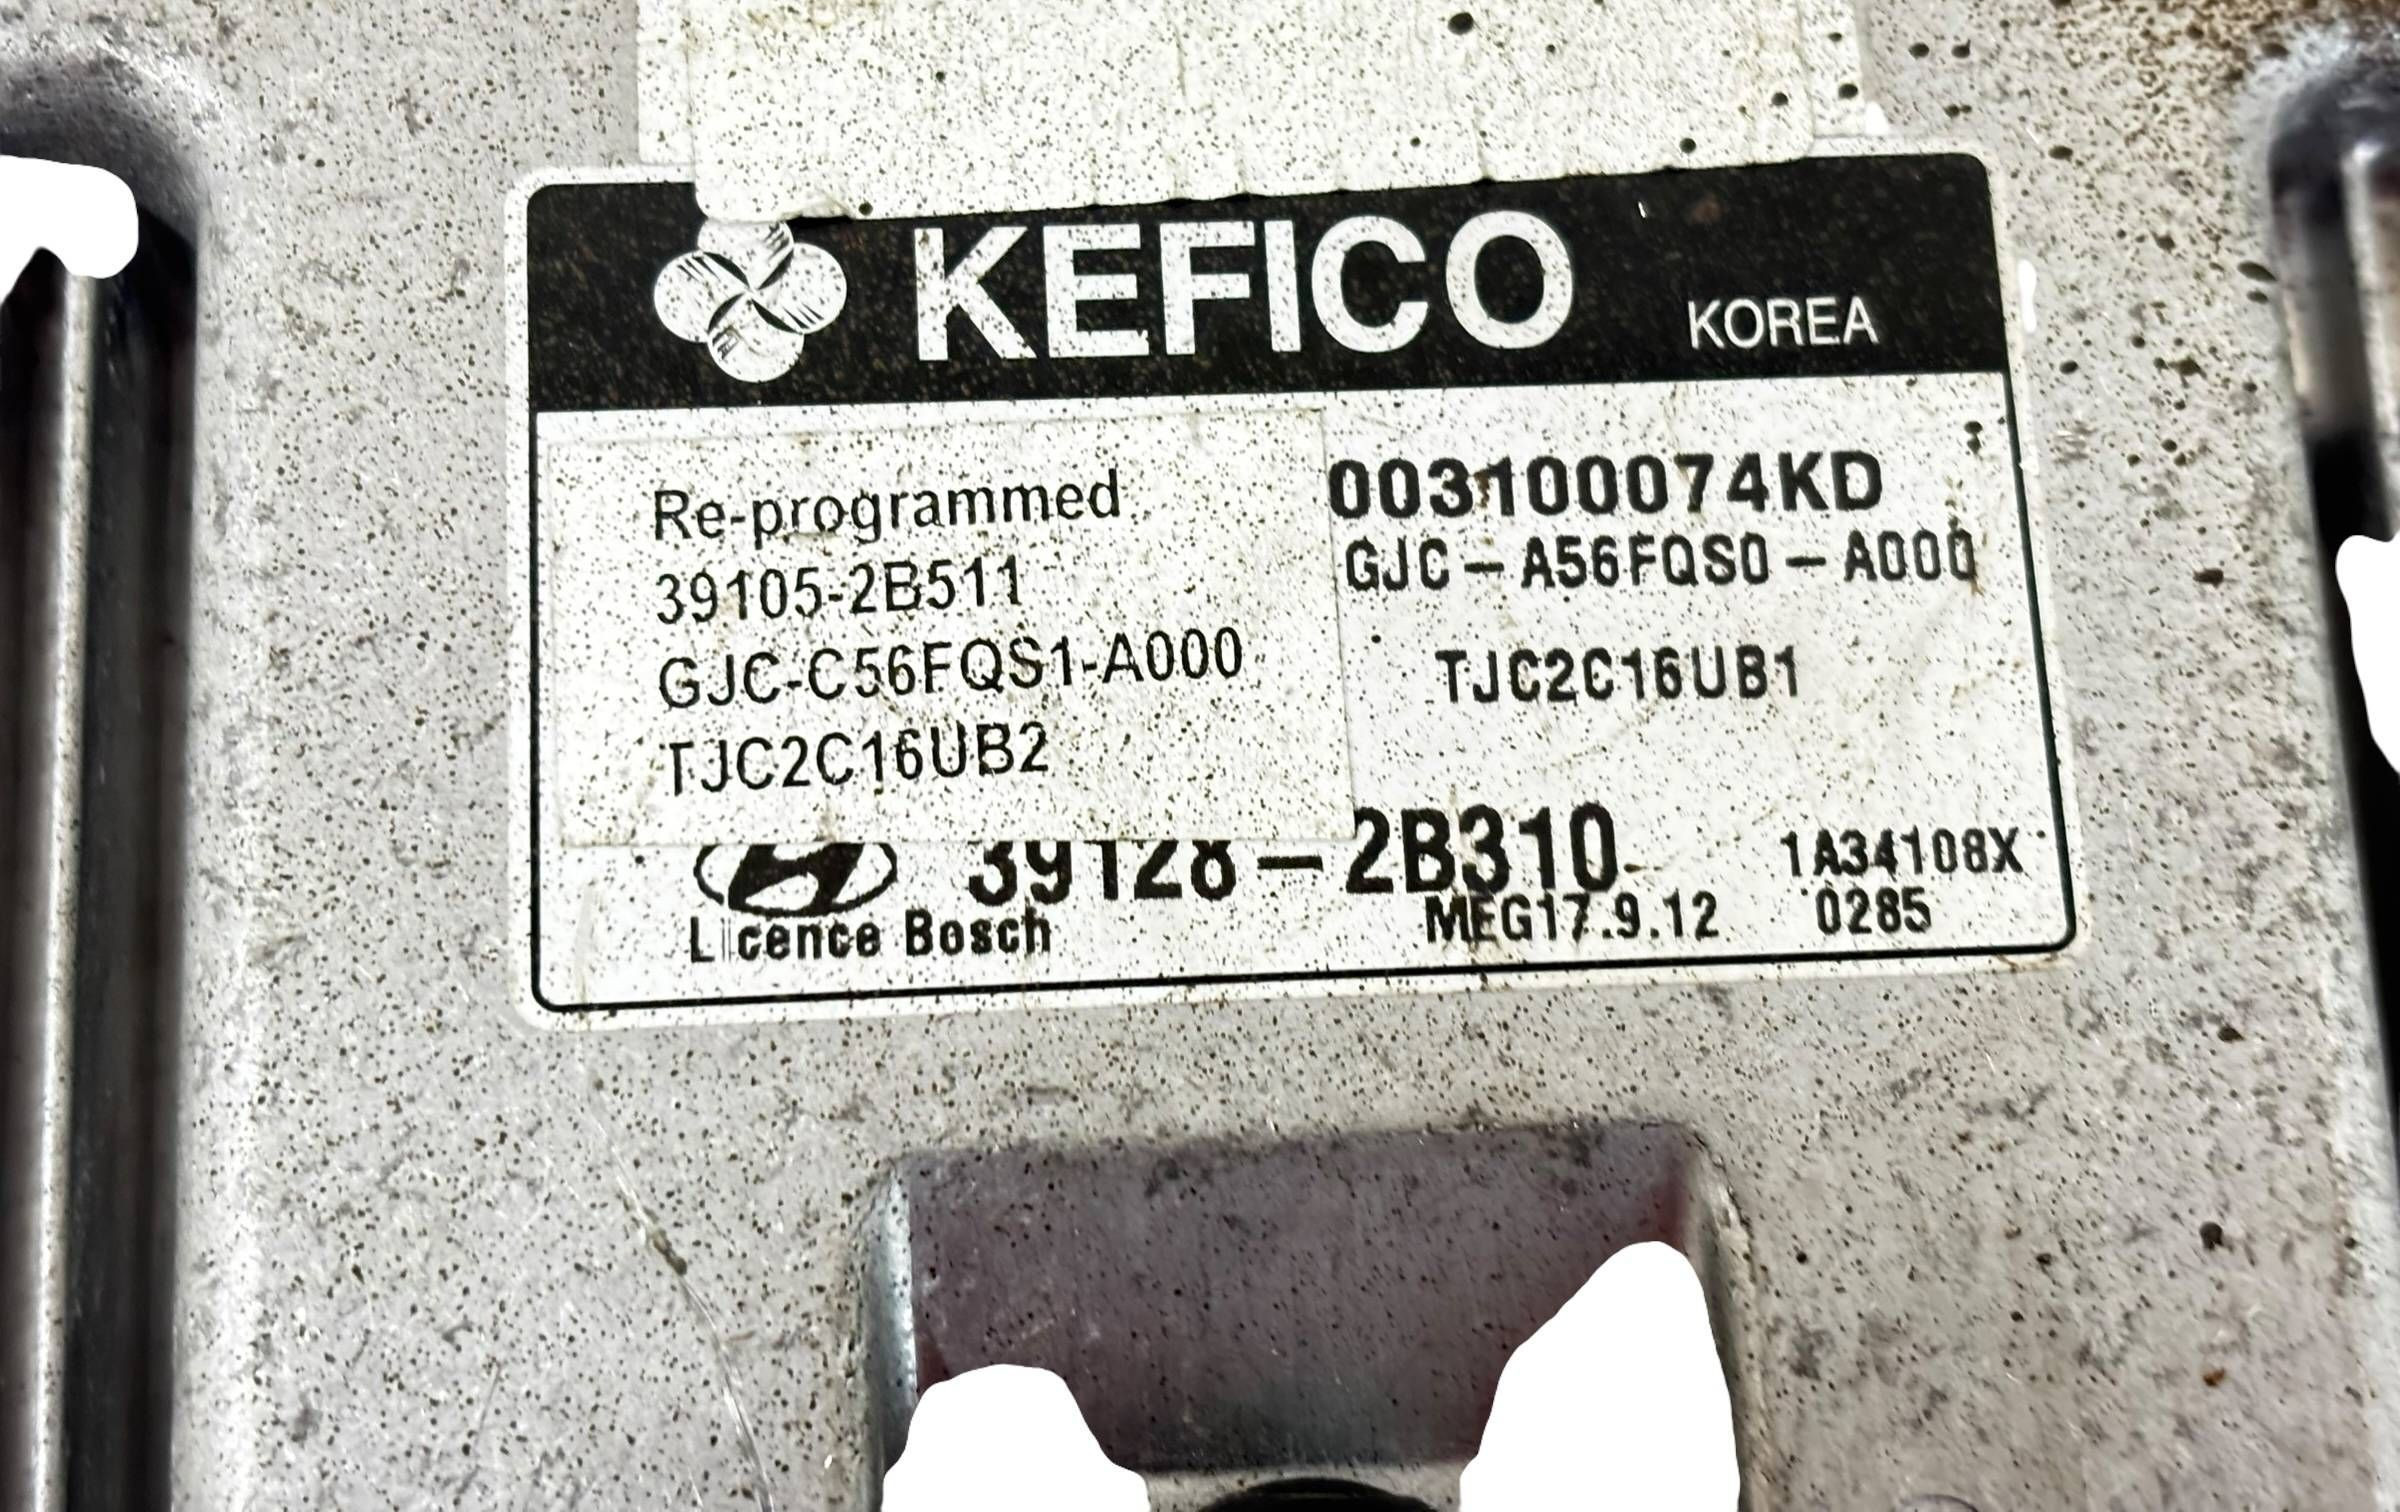 KEFICO KOREA
Re-programmed
39105-2B511
GJC-C56FQS1-A000
TJC2C16UB2
003100074KD
GJC-A56FQS0-A000
TJC2C16UB1
39128-2B310 1A34108X
Licence Bosch MEG17.9.12 0285